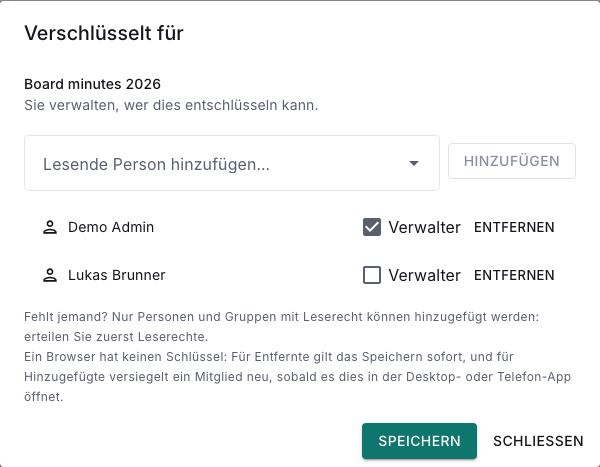 Verschlüsselt für
Board minutes 2026
Sie verwalten, wer dies entschlüsseln kann.
Lesende Person hinzufügen...
HINZUFÜGEN
Demo Admin
Verwalter
ENTFERNEN
Lukas Brunner
Verwalter
ENTFERNEN
Fehlt jemand? Nur Personen und Gruppen mit Leserecht können hinzugefügt werden:
erteilen Sie zuerst Leserechte.
Ein Browser hat keinen Schlüssel: Für Entfernte gilt das Speichern sofort, und für
Hinzugefügte versiegelt ein Mitglied neu, sobald es dies in der Desktop- oder Telefon-App
öffnet.
SPEICHERN
SCHLIESSEN